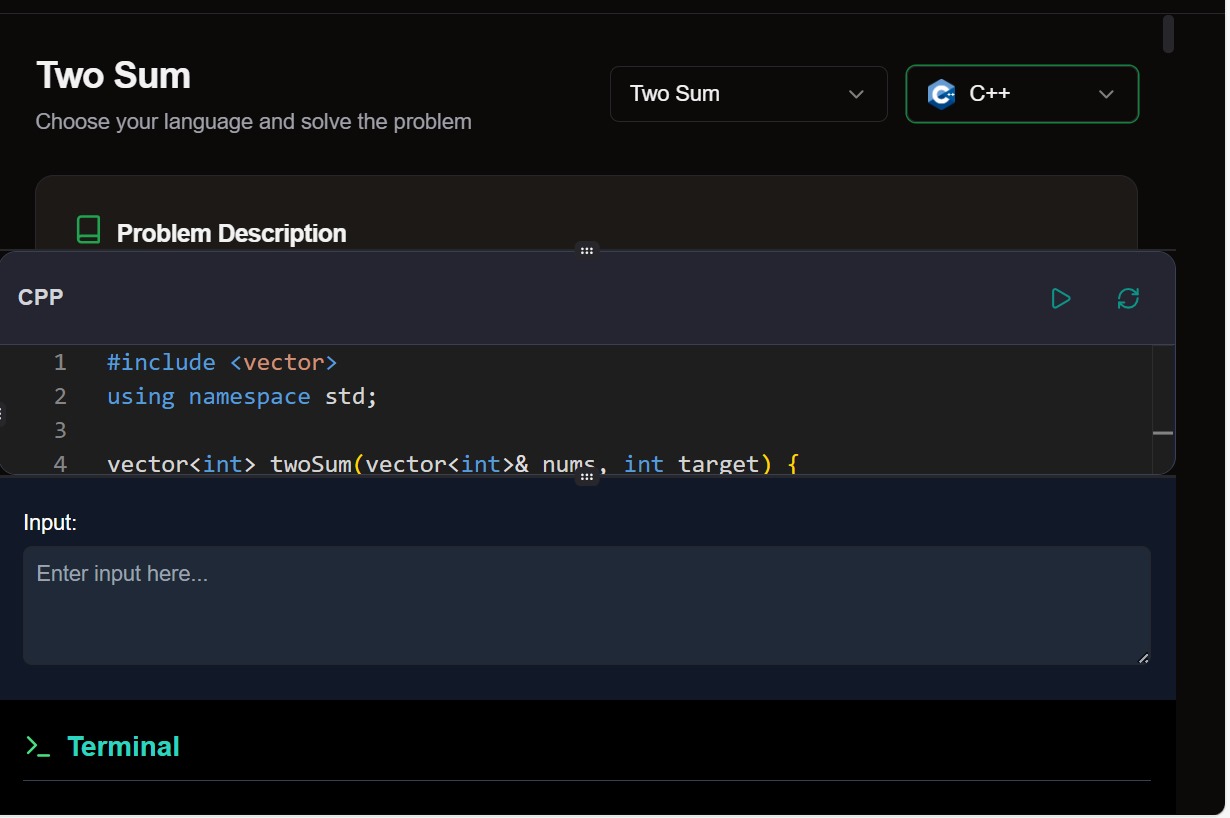 Two Sum
Choose your language and solve the problem
Two Sum
C++
Problem Description
CPP
1 #include <vector>
2 using namespace std;
3
4 vector<int> twoSum(vector<int>& nums, int target) {
Input:
Enter input here...
>_ Terminal